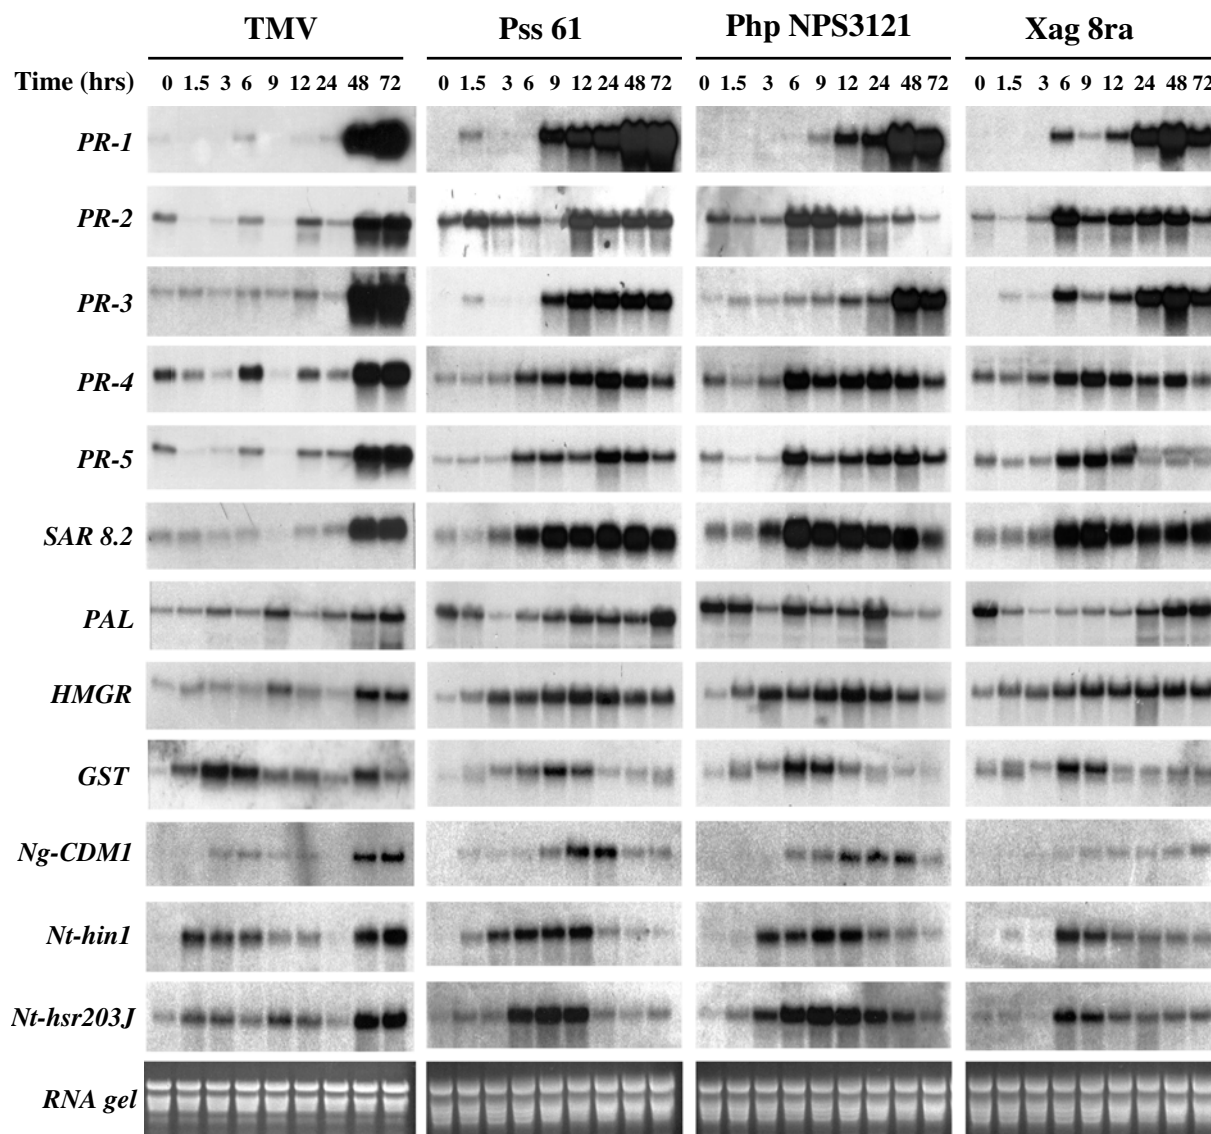 TMV Pss 61 Php NPS3121 Xag 8ra
Time (hrs) 0 1.5 3 6 9 12 24 48 72 0 1.5 3 6 9 12 24 48 72 0 1.5 3 6 9 12 24 48 72 0 1.5 3 6 9 12 24 48 72
PR-1
PR-2
PR-3
PR-4
PR-5
SAR 8.2
PAL
HMGR
GST
Ng-CDM1
Nt-hin1
Nt-hsr203J
RNA gel